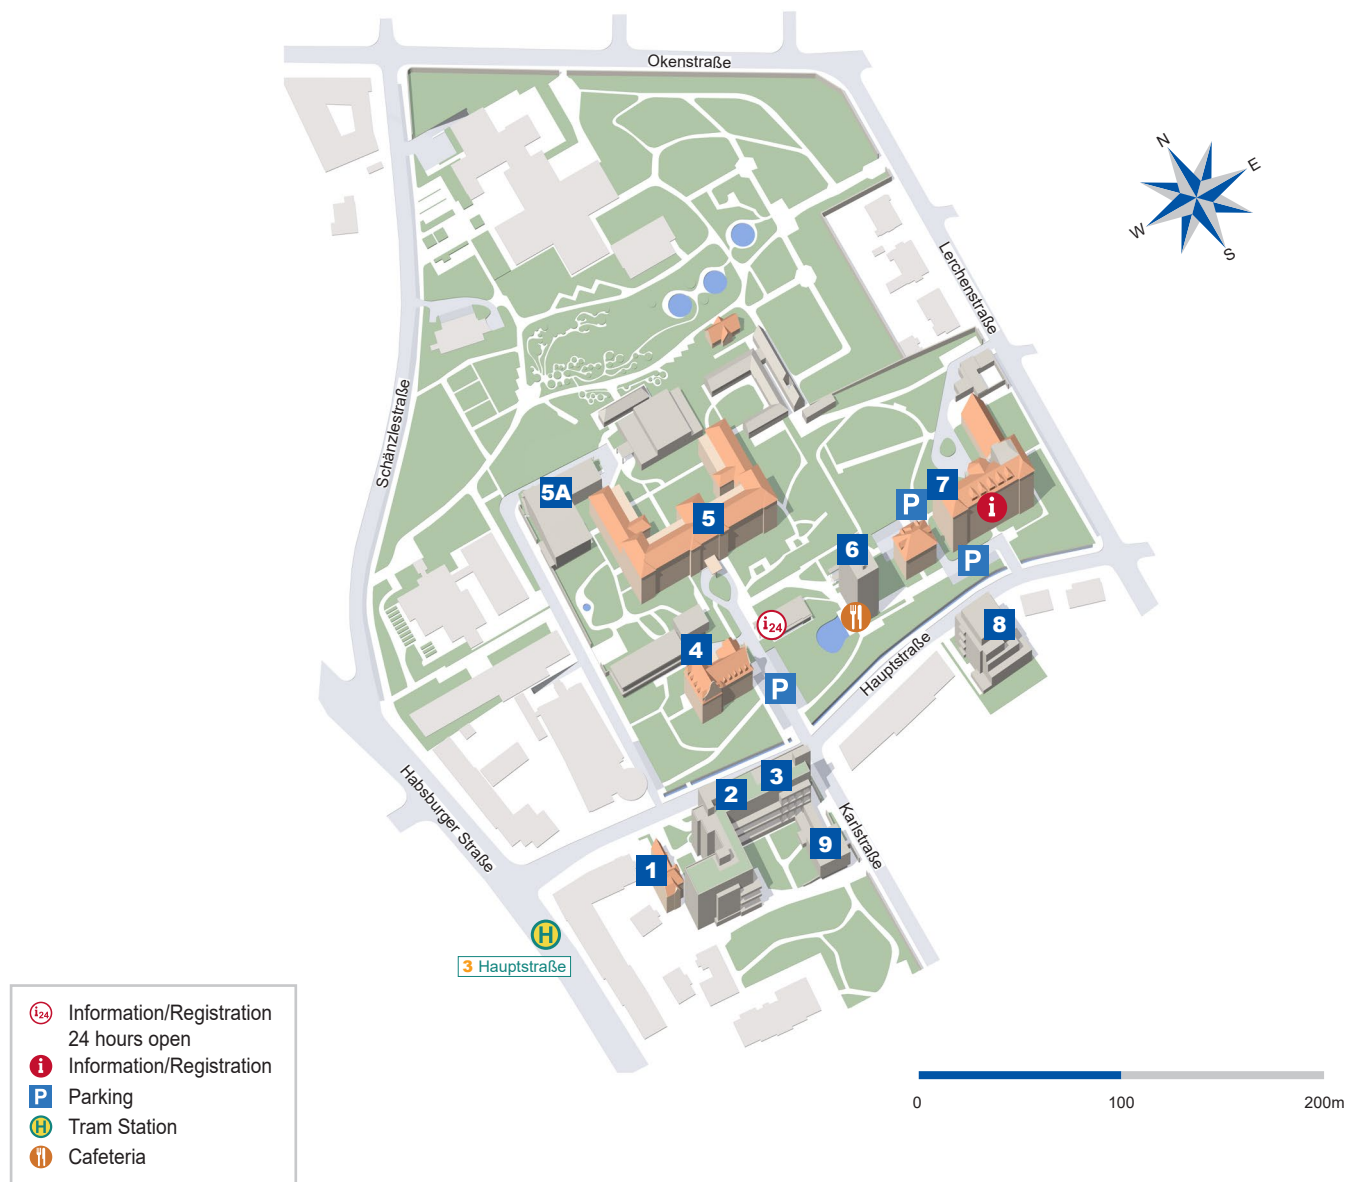 Okenstraße
N
E
W
S
Lerchenstraße
Schänzlestraße
7
5A
P
i
5
6
P
i24
8
4
Hauptstraße
P
3
2
Habsburger Straße
Karlstraße
9
1
H
3 Hauptstraße
i24 Information/Registration
24 hours open
i Information/Registration
P Parking
H Tram Station
Cafeteria
0 100 200m